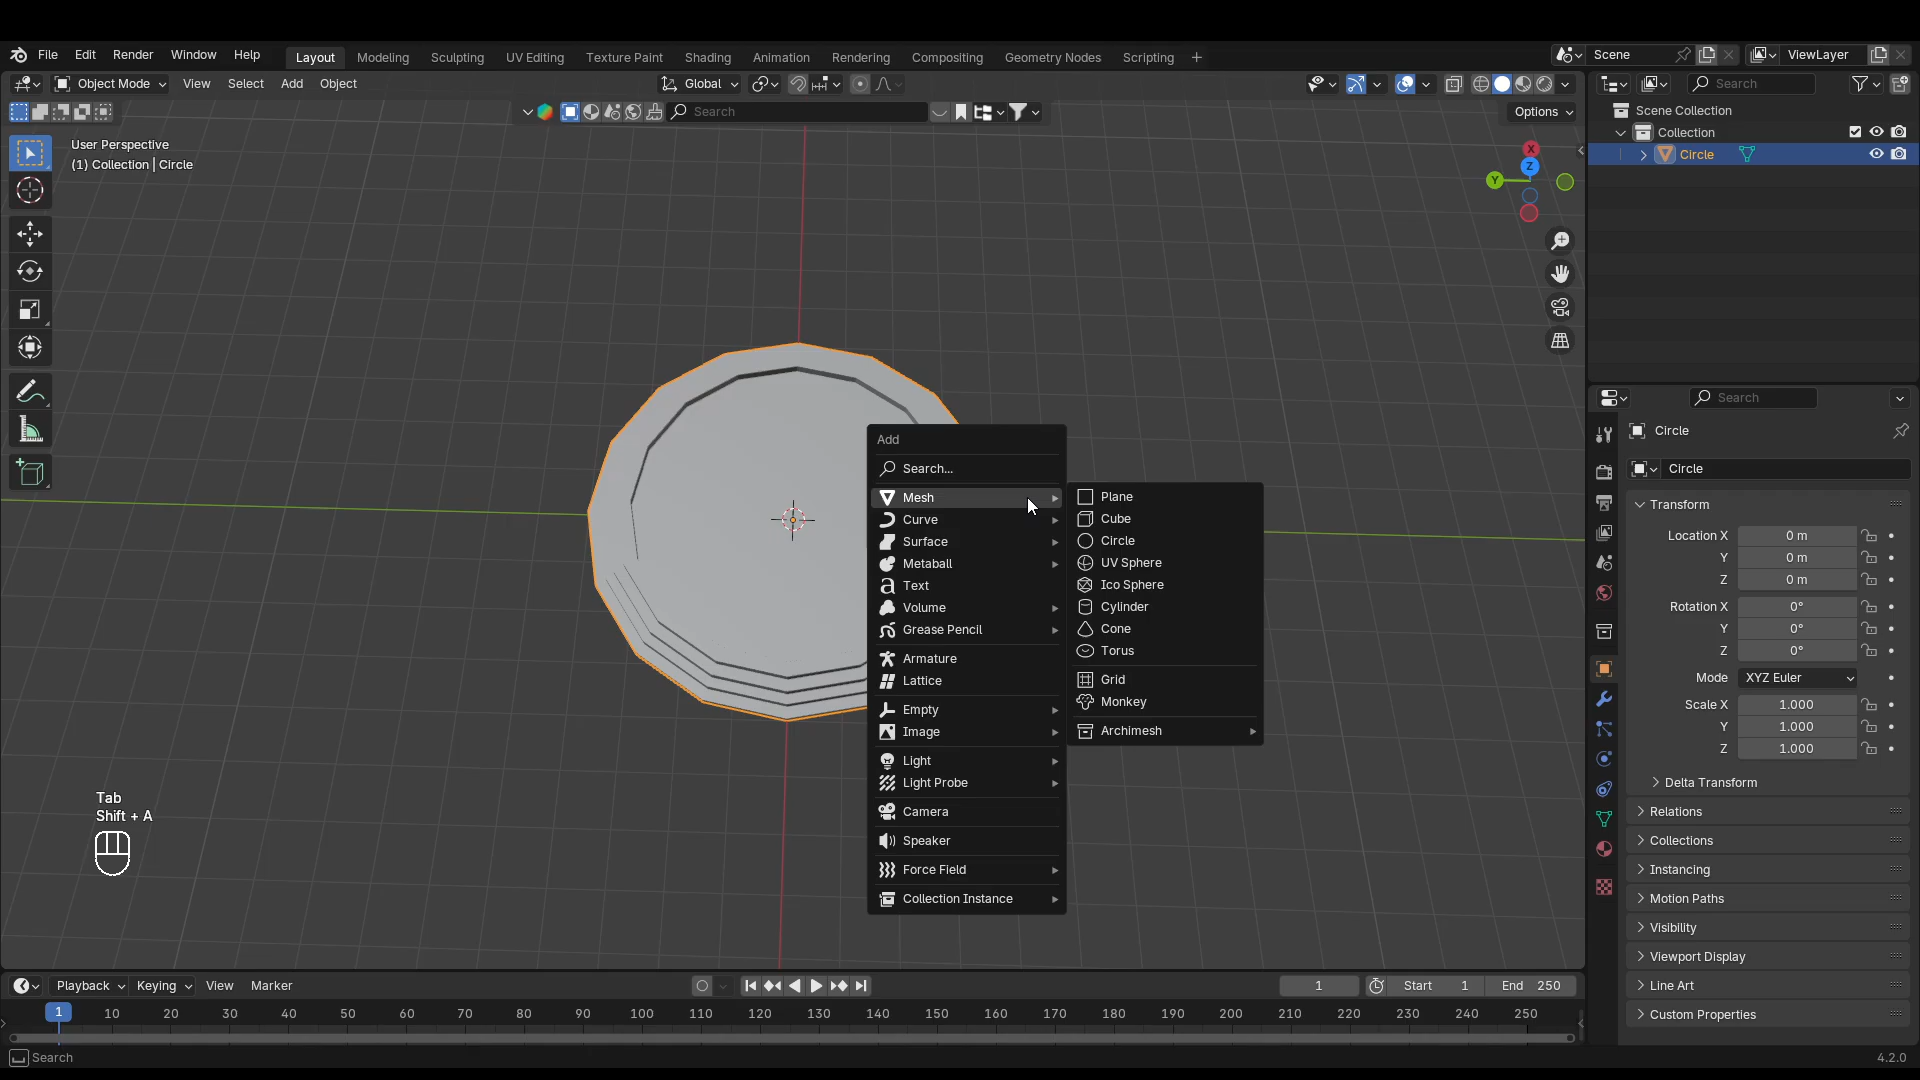 File Edit Render Window Help Layout Modeling Sculpting UV Editing Texture Paint Shading Animation Rendering Compositing Geometry Nodes Scripting + Scene ViewLayer
Object Mode View Select Add Object Global Search
Search Options
User Perspective
(1) Collection | Circle
X
Z
Y
Scene Collection
Collection
Circle
Search
Circle
Circle
Transform
Location X 0 m
Y 0 m
Z 0 m
Rotation X 0°
Y 0°
Z 0°
Mode XYZ Euler
Scale X 1.000
Y 1.000
Z 1.000
Delta Transform
Relations
Collections
Instancing
Motion Paths
Visibility
Viewport Display
Line Art
Custom Properties
Add
Search...
Mesh
Curve
Surface
Metaball
Text
Volume
Grease Pencil
Armature
Lattice
Empty
Image
Light
Light Probe
Camera
Speaker
Force Field
Collection Instance
Plane
Cube
Circle
UV Sphere
Ico Sphere
Cylinder
Cone
Torus
Grid
Monkey
Archimesh
Tab
Shift + A
Playback Keying View Marker 1 Start 1 End 250
1 10 20 30 40 50 60 70 80 90 100 110 120 130 140 150 160 170 180 190 200 210 220 230 240 250
Search 4.2.0